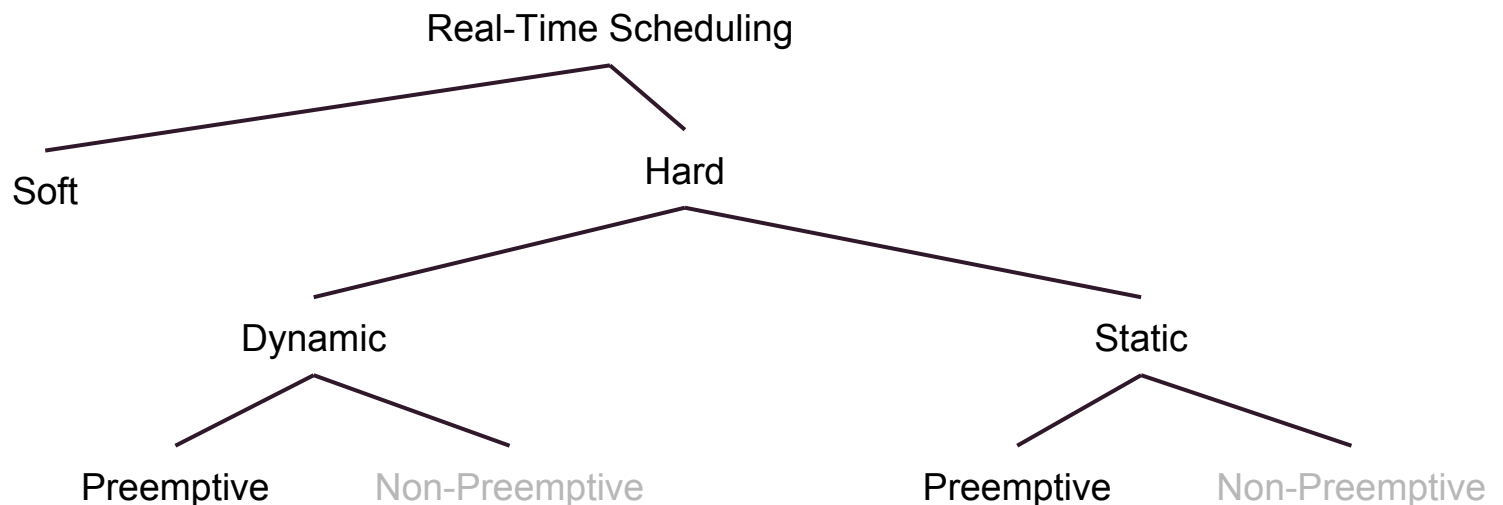 Real-Time Scheduling
Soft
Hard
Dynamic
Static
Preemptive
Non-Preemptive
Preemptive
Non-Preemptive